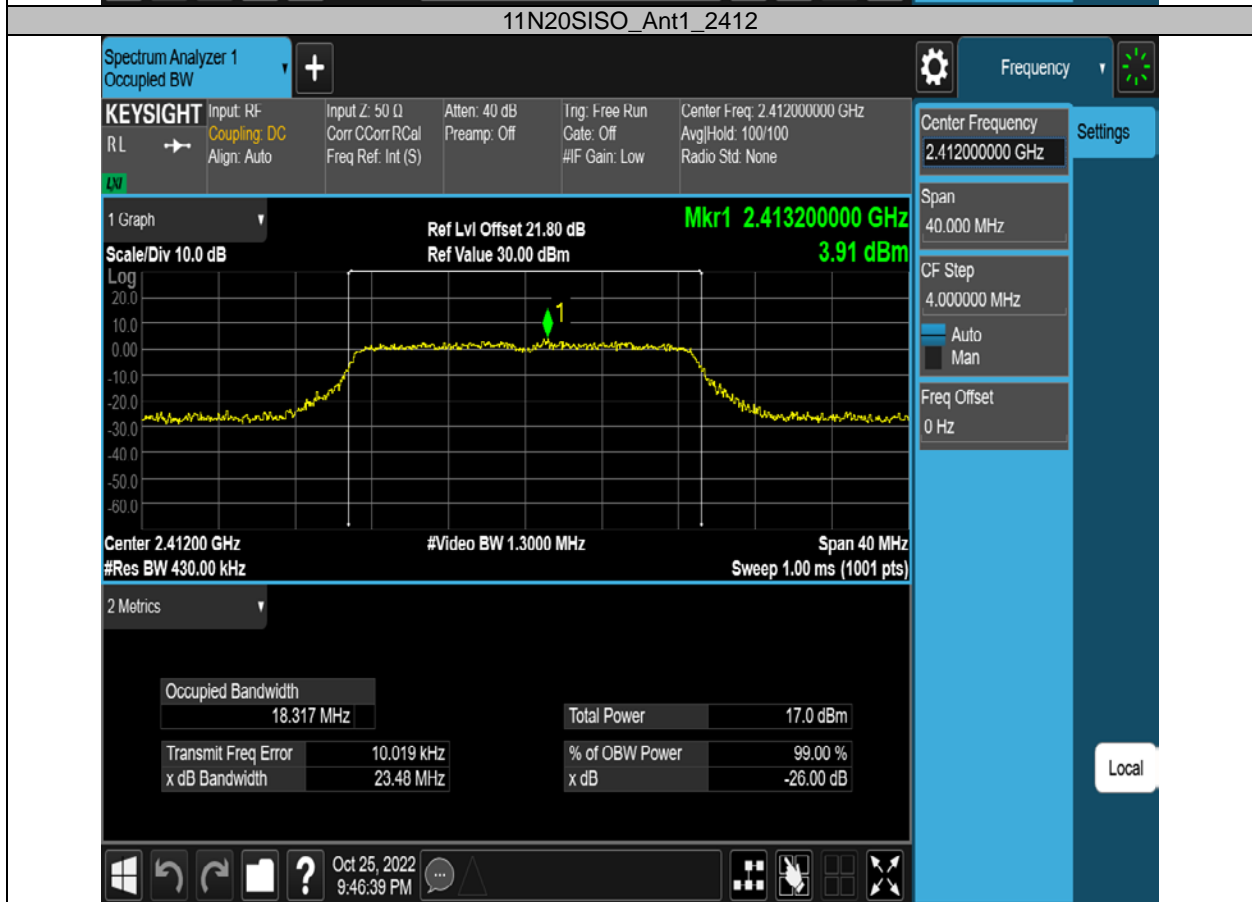 11N20SISO_Ant1_2412
Spectrum Analyzer 1
Occupied BW
+
Frequency
KEYSIGHT
RL
LXI
Input: RF
Coupling: DC
Align: Auto
Input Z: 50 Ω
Corr CCorr RCal
Freq Ref: Int (S)
Atten: 40 dB
Preamp: Off
Trig: Free Run
Gate: Off
#IF Gain: Low
Center Freq: 2.412000000 GHz
Avg|Hold: 100/100
Radio Std: None
Center Frequency
2.412000000 GHz
Settings
Span
40.000 MHz
CF Step
4.000000 MHz
Auto
Man
Freq Offset
0 Hz
Local
1 Graph
Scale/Div 10.0 dB
Ref Lvl Offset 21.80 dB
Ref Value 30.00 dBm
Mkr1 2.413200000 GHz
3.91 dBm
Log
20.0
10.0
0.00
-10.0
-20.0
-30.0
-40.0
-50.0
-60.0
1
Center 2.41200 GHz
#Video BW 1.3000 MHz
Span 40 MHz
#Res BW 430.00 kHz
Sweep 1.00 ms (1001 pts)
2 Metrics
Occupied Bandwidth
18.317 MHz
Total Power 17.0 dBm
Transmit Freq Error 10.019 kHz
% of OBW Power 99.00 %
x dB Bandwidth 23.48 MHz
x dB -26.00 dB
?
Oct 25, 2022
9:46:39 PM